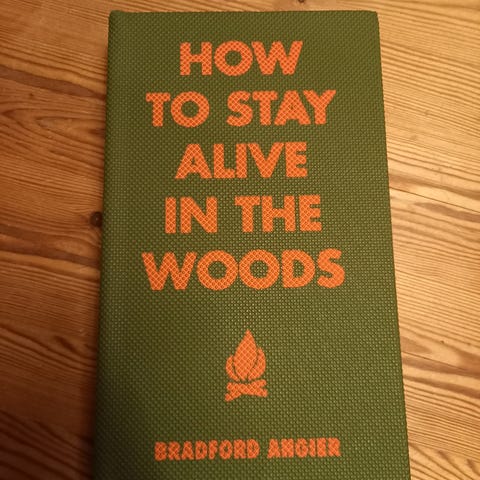 HOW
TO STAY
ALIVE
IN THE
WOODS
BRADFORD ANGIER